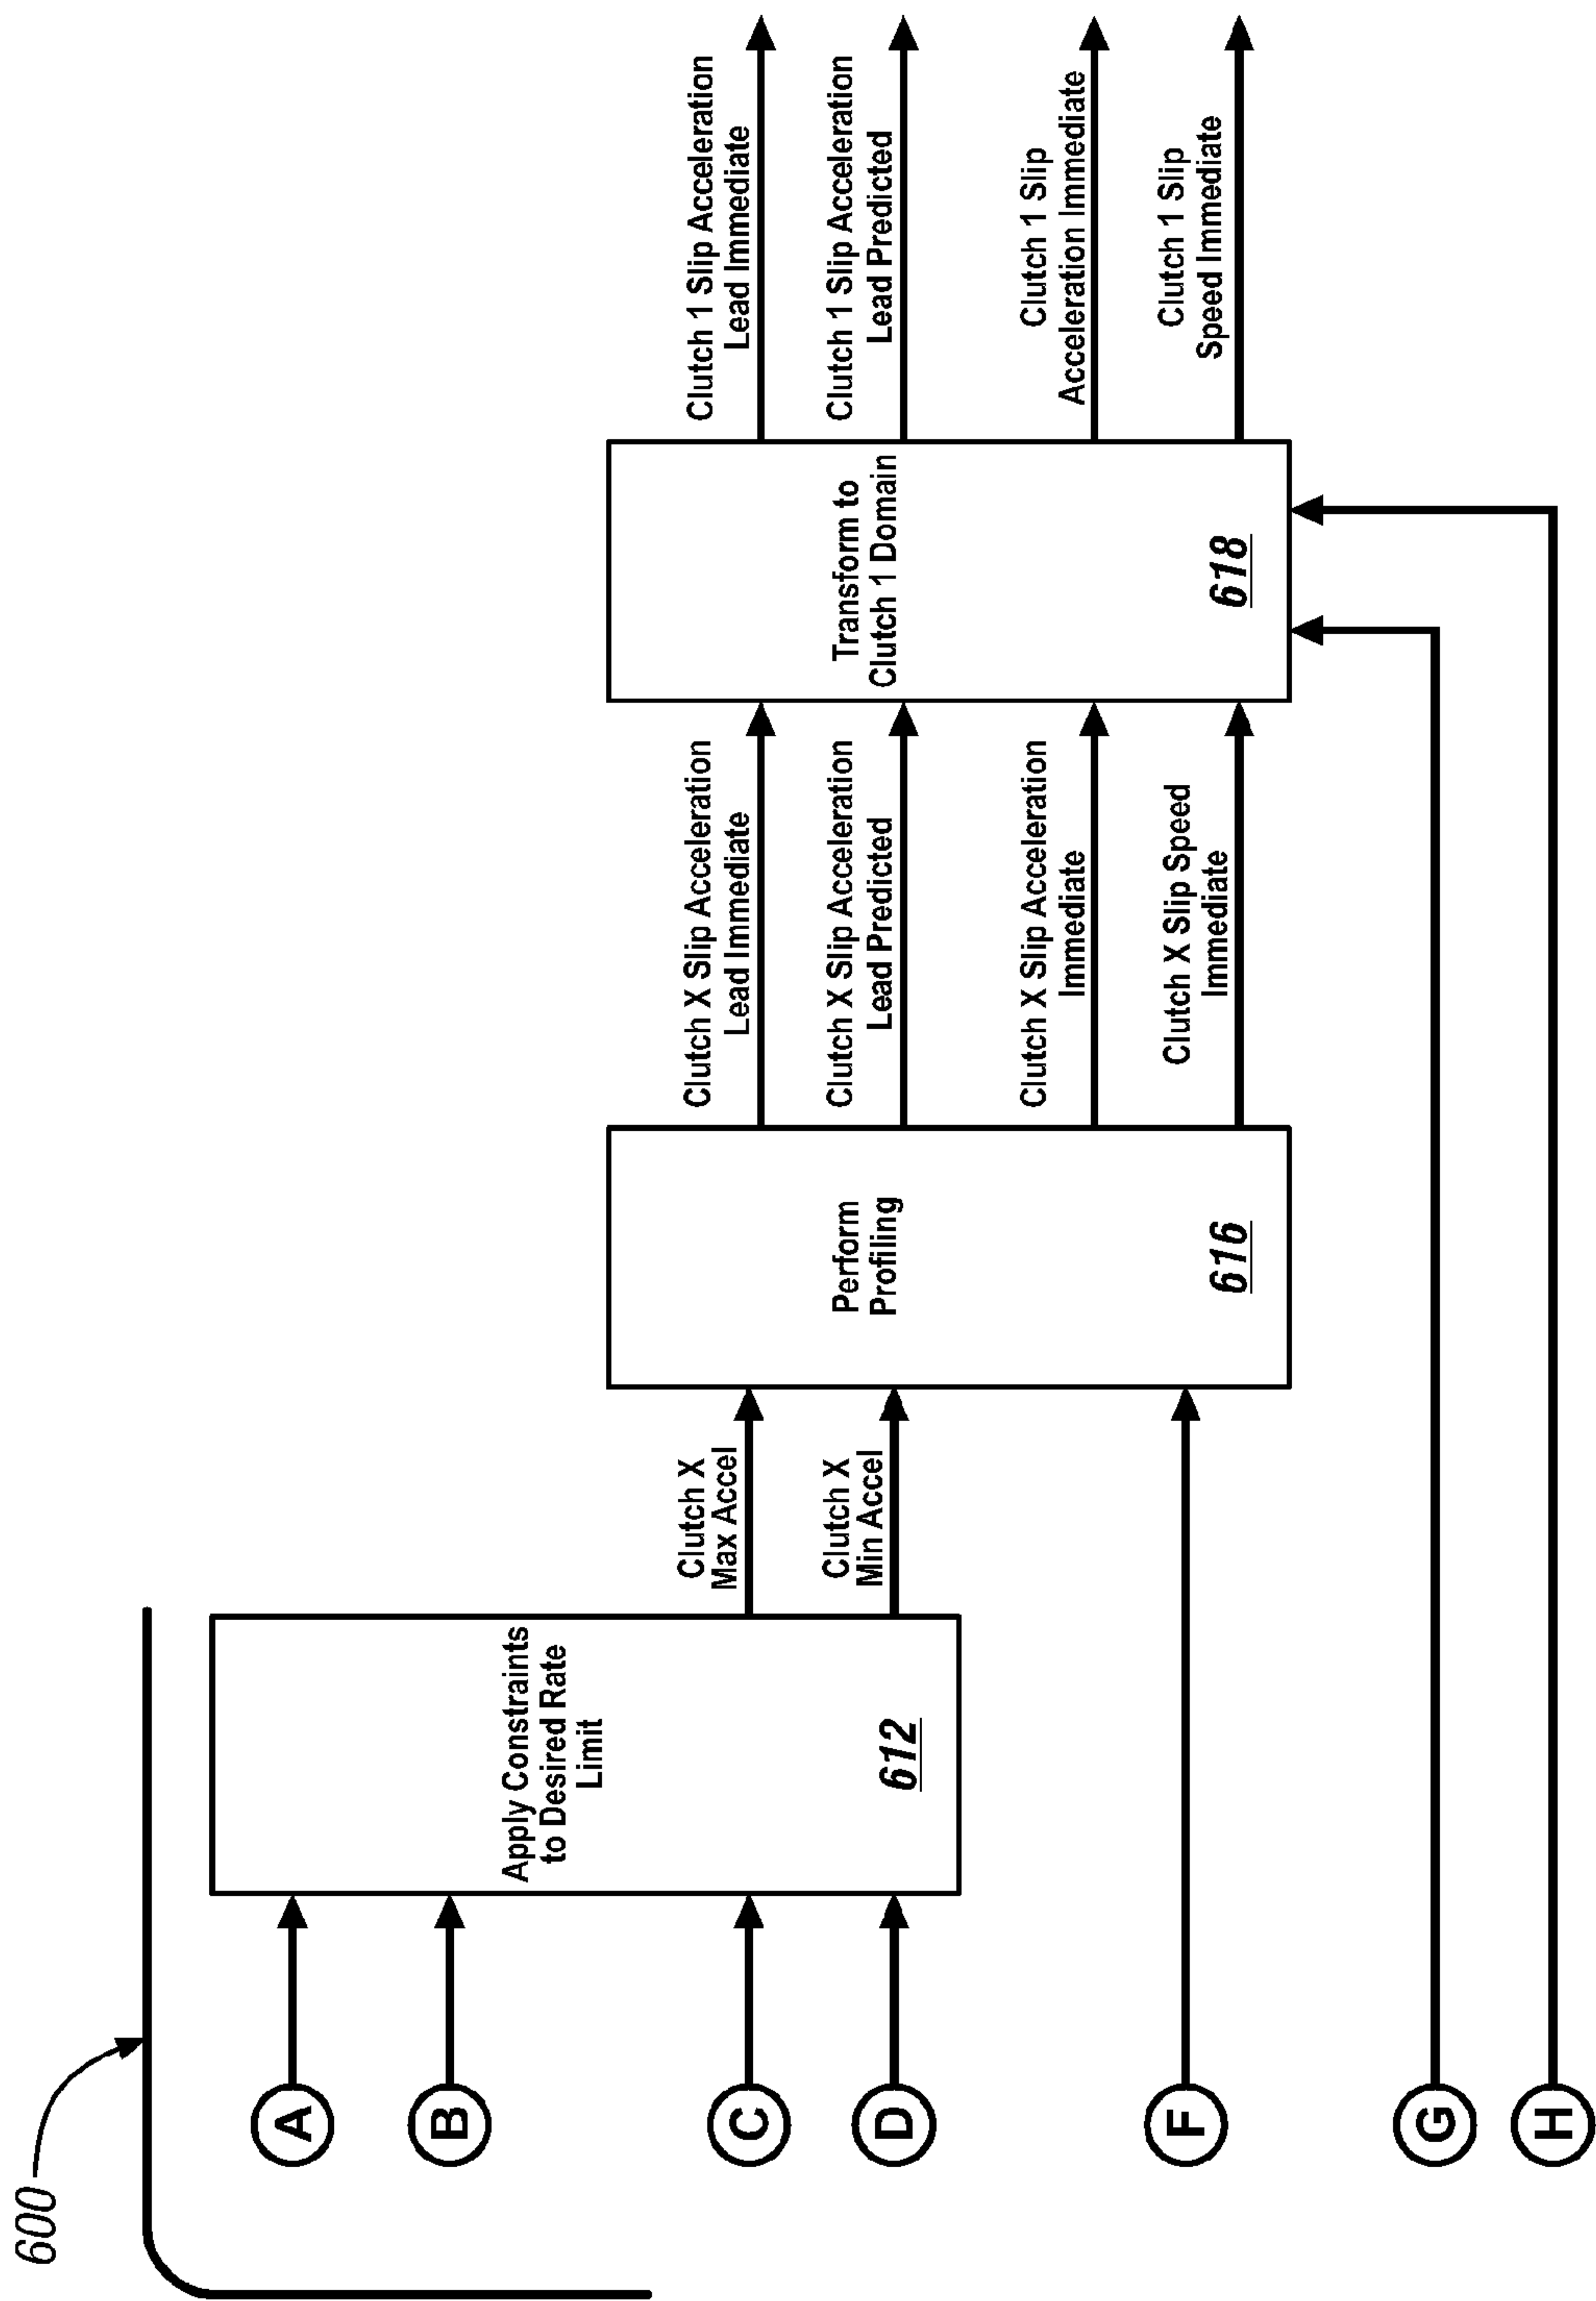 600
A
B
C
D
F
G
H
Apply Constraints
to Desired Rate
Limit
612
Clutch X
Max Accel
Clutch X
Min Accel
Perform
Profiling
616
Clutch X Slip Acceleration
Lead Immediate
Clutch X Slip Acceleration
Lead Predicted
Clutch X Slip Acceleration
Immediate
Clutch X Slip Speed
Immediate
Transform to
Clutch 1 Domain
618
Clutch 1 Slip Acceleration
Lead Immediate
Clutch 1 Slip Acceleration
Lead Predicted
Clutch 1 Slip
Acceleration Immediate
Clutch 1 Slip
Speed Immediate